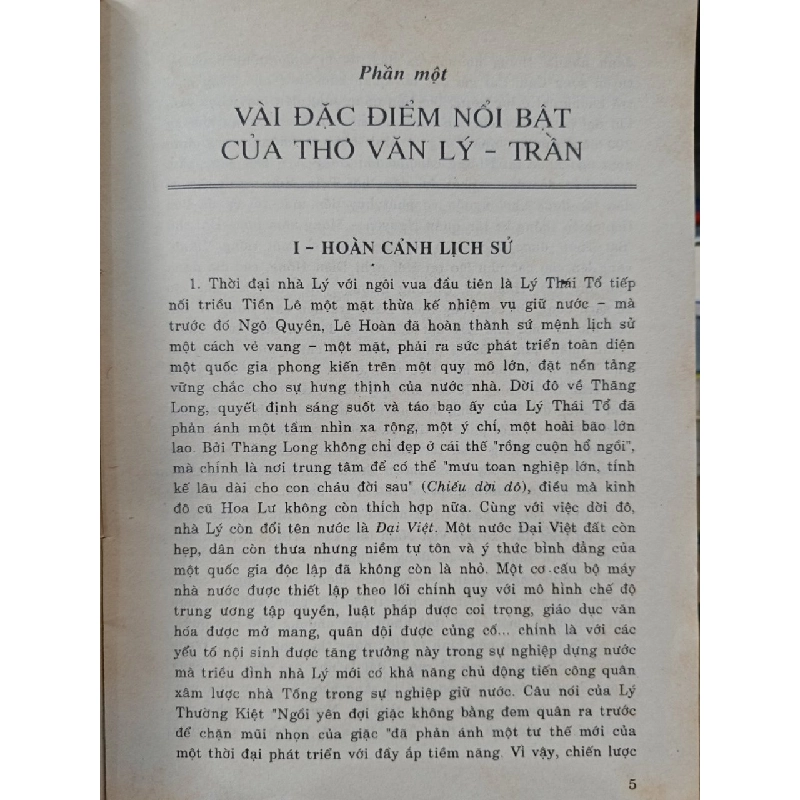 Phần một
VÀI ĐẶC ĐIỂM NỔI BẬT
CỦA THƠ VĂN LÝ - TRẦN
I - HOÀN CẢNH LỊCH SỬ
1. Thời đại nhà Lý với ngôi vua đầu tiên là Lý Thái Tổ tiếp
nối triều Tiền Lê một mặt thừa kế nhiệm vụ giữ nước - mà
trước đó Ngô Quyền, Lê Hoàn đã hoàn thành sứ mệnh lịch sử
một cách vẻ vang - một mặt, phải ra sức phát triển toàn diện
một quốc gia phong kiến trên một quy mô lớn, đặt nền tảng
vững chắc cho sự hưng thịnh của nước nhà. Dời đô về Thăng
Long, quyết định sáng suốt và táo bạo ấy của Lý Thái Tổ đã
phản ánh một tầm nhìn xa rộng, một ý chí, một hoài bão lớn
lao. Bởi Thăng Long không chỉ đẹp ở cái thế "rồng cuộn hổ ngồi",
mà chính là nơi trung tâm để có thể "mưu toan nghiệp lớn, tính
kế lâu dài cho con cháu đời sau" (Chiếu dời đô), điều mà kinh
đô cũ Hoa Lư không còn thích hợp nữa. Cùng với việc dời đô,
nhà Lý còn đổi tên nước là Đại Việt. Một nước Đại Việt đất còn
hẹp, dân còn thưa nhưng niềm tự tôn và ý thức bình đẳng của
một quốc gia độc lập đã không còn là nhỏ. Một cơ cấu bộ máy
nhà nước được thiết lập theo lối chính quy với mô hình chế độ
trung ương tập quyền, luật pháp được coi trọng, giáo dục văn
hóa được mở mang, quân đội được củng cố... chính là với các
yếu tố nội sinh được tăng trưởng này trong sự nghiệp dựng nước
mà triều đình nhà Lý mới có khả năng chủ động tiến công quân
xâm lược nhà Tống trong sự nghiệp giữ nước. Câu nói của Lý
Thường Kiệt "Ngồi yên đợi giặc không bằng đem quân ra trước
để chặn mũi nhọn của giặc "đã phản ánh một tư thế mới của
một thời đại phát triển với đầy ắp tiềm năng. Vì vậy, chiến lược
5